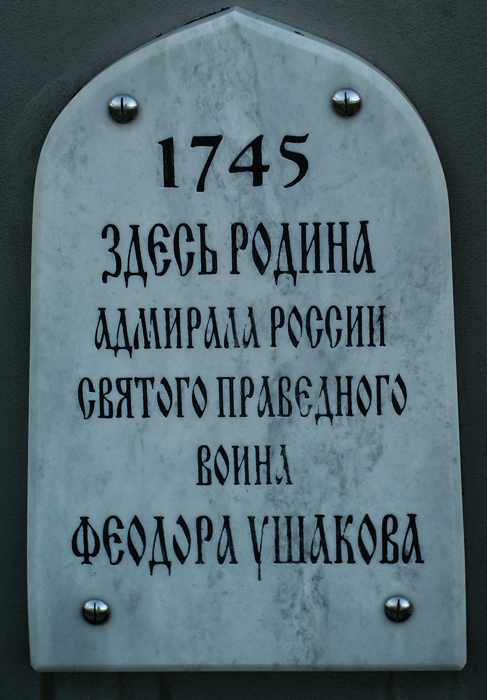 1745
ЗДЕСЬ РОДИНА
АДМИРАЛА РОССИИ
СВЯТОГО ПРАВЕДНОГО
ВОИНА
ФЕОДОРА УШАКОВА